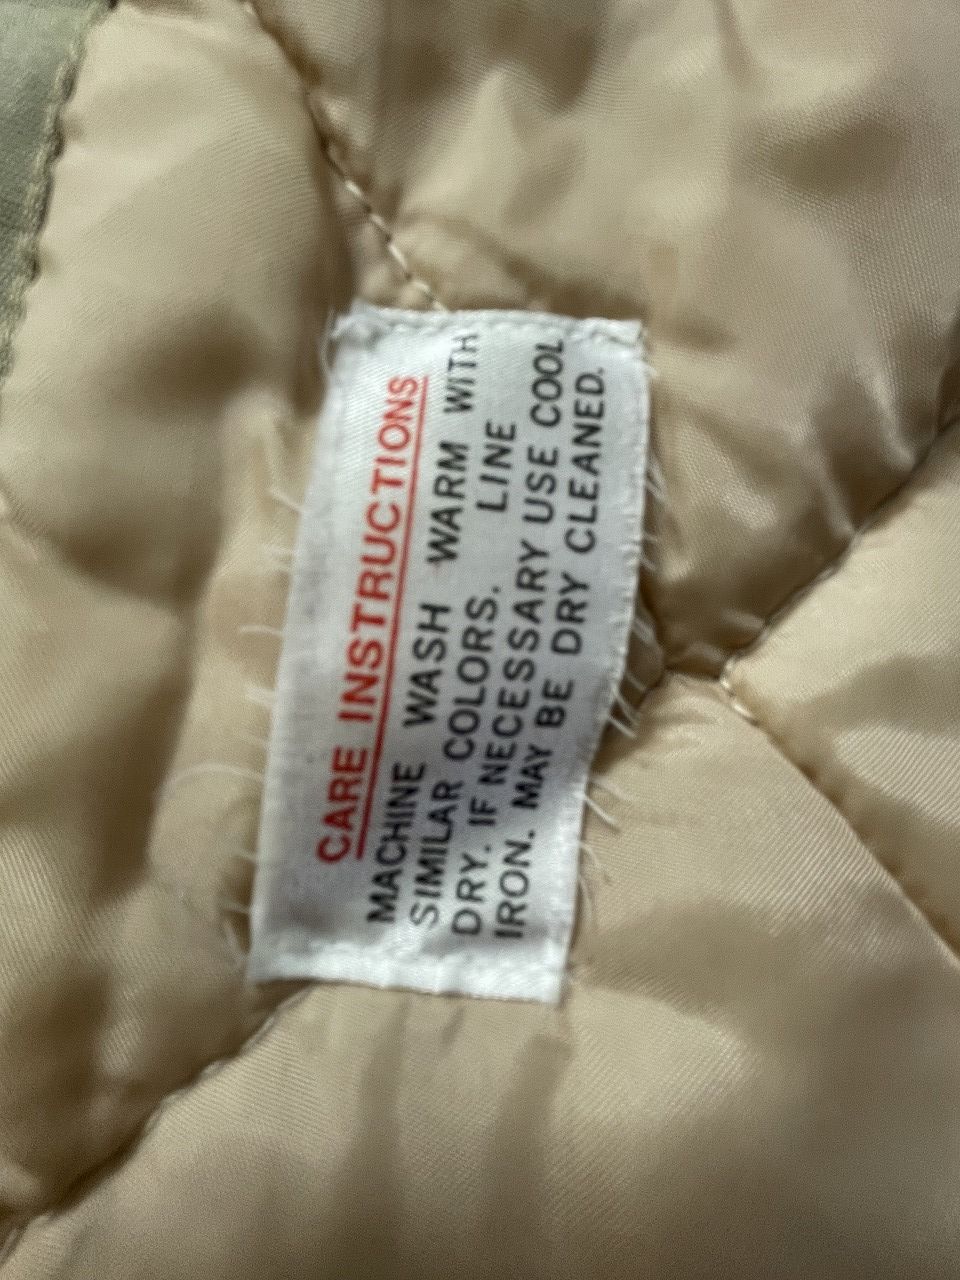 CARE INSTRUCTIONS
MACHINE WASH WARM WITH
SIMILAR COLORS. LINE
DRY. IF NECESSARY USE COOL
IRON. MAY BE DRY CLEANED.